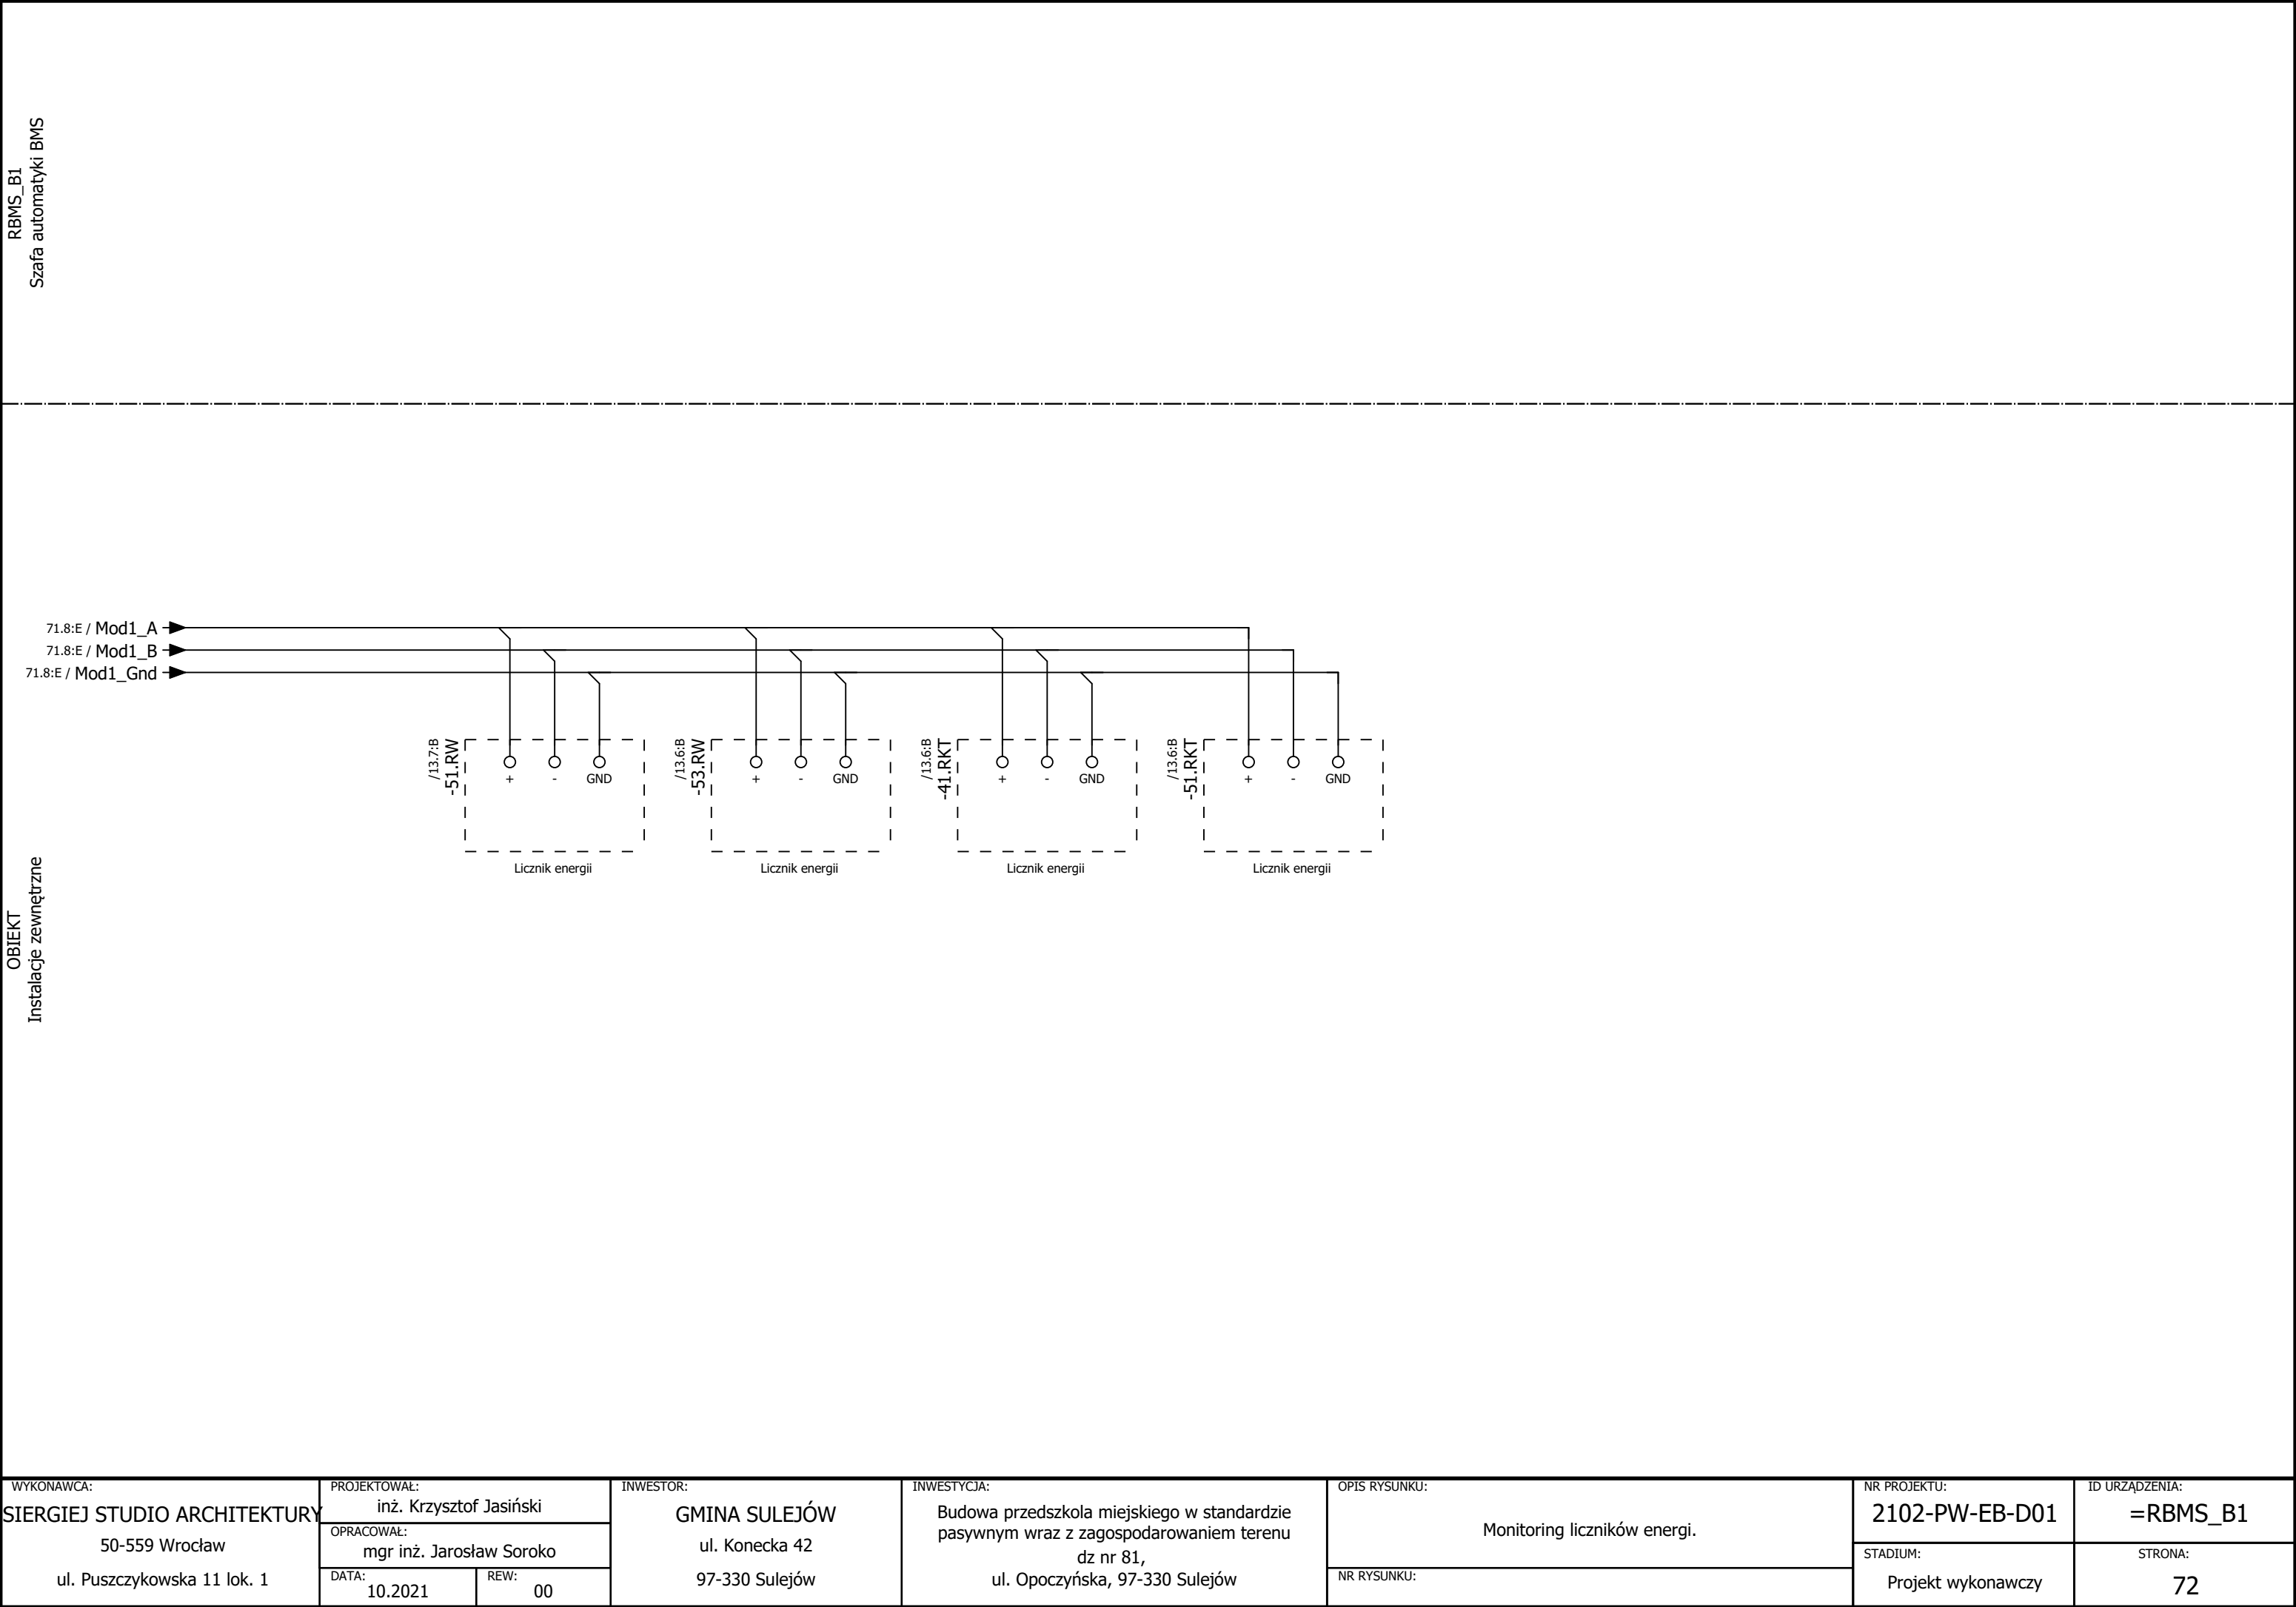 RBMS_B1
Szafa automatyki BMS
71.8:E / Mod1_A
71.8:E / Mod1_B
71.8:E / Mod1_Gnd
/13.7:B
-51.RW
+ - GND
Licznik energii
/13.6:B
-53.RW
+ - GND
Licznik energii
/13.6:B
-41.RKT
+ - GND
Licznik energii
/13.6:B
-51.RKT
+ - GND
Licznik energii
OBIEKT
Instalacje zewnętrzne
WYKONAWCA:
SIERGIEJ STUDIO ARCHITEKTURY
50-559 Wrocław
ul. Puszczykowska 11 lok. 1
PROJEKTOWAŁ:
inż. Krzysztof Jasiński
OPRACOWAŁ:
mgr inż. Jarosław Soroko
DATA:
10.2021
REW:
00
INWESTOR:
GMINA SULEJÓW
ul. Konecka 42
97-330 Sulejów
INWESTYCJA:
Budowa przedszkola miejskiego w standardzie
pasywnym wraz z zagospodarowaniem terenu
dz nr 81,
ul. Opoczyńska, 97-330 Sulejów
OPIS RYSUNKU:
Monitoring liczników energi.
NR RYSUNKU:
NR PROJEKTU:
2102-PW-EB-D01
STADIUM:
Projekt wykonawczy
ID URZĄDZENIA:
=RBMS_B1
STRONA:
72